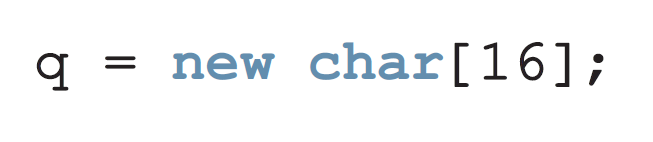 q = new char[16];